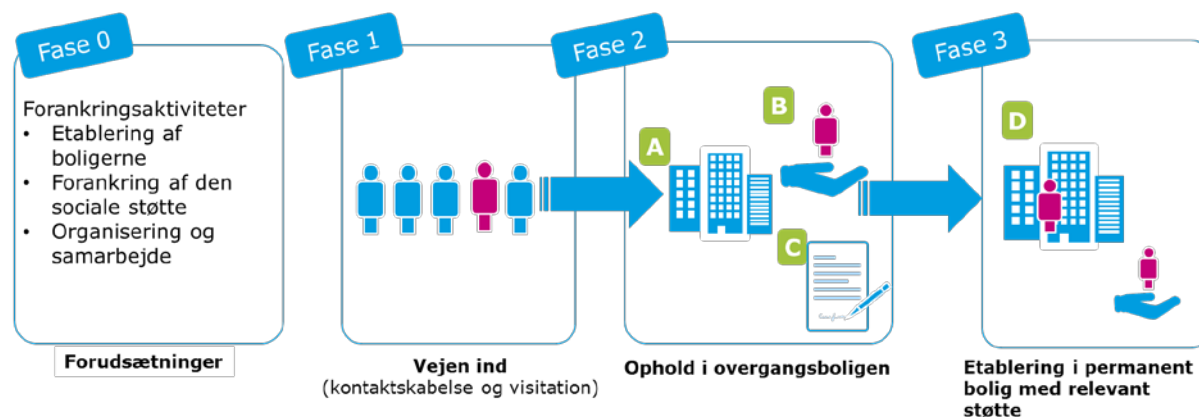 Fase 0
Forankringsaktiviteter
• Etablering af
boligerne
• Forankring af den
sociale støtte
• Organisering og
samarbejde
Forudsætninger
Fase 1
Vejen ind
(kontaktskabelse og visitation)
Fase 2
A
B
C
Ophold i overgangsboligen
Fase 3
D
Etablering i permanent
bolig med relevant
støtte